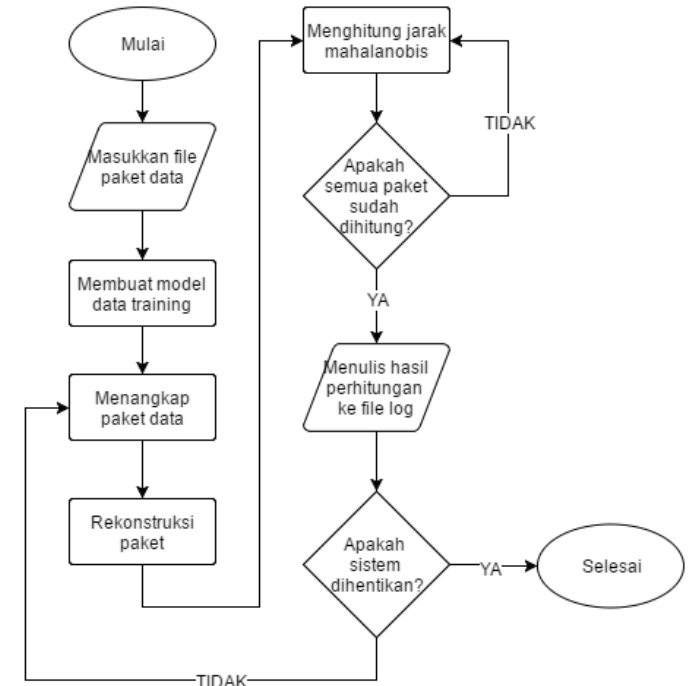 Mulai
Masukkan file
paket data
Membuat model
data training
Menangkap
paket data
Rekonstruksi
paket
Menghitung jarak
mahalanobis
TIDAK
Apakah
semua paket
sudah
dihitung?
YA
Menulis hasil
perhitungan
ke file log
Apakah
sistem
dihentikan?
YA
Selesai
TIDAK